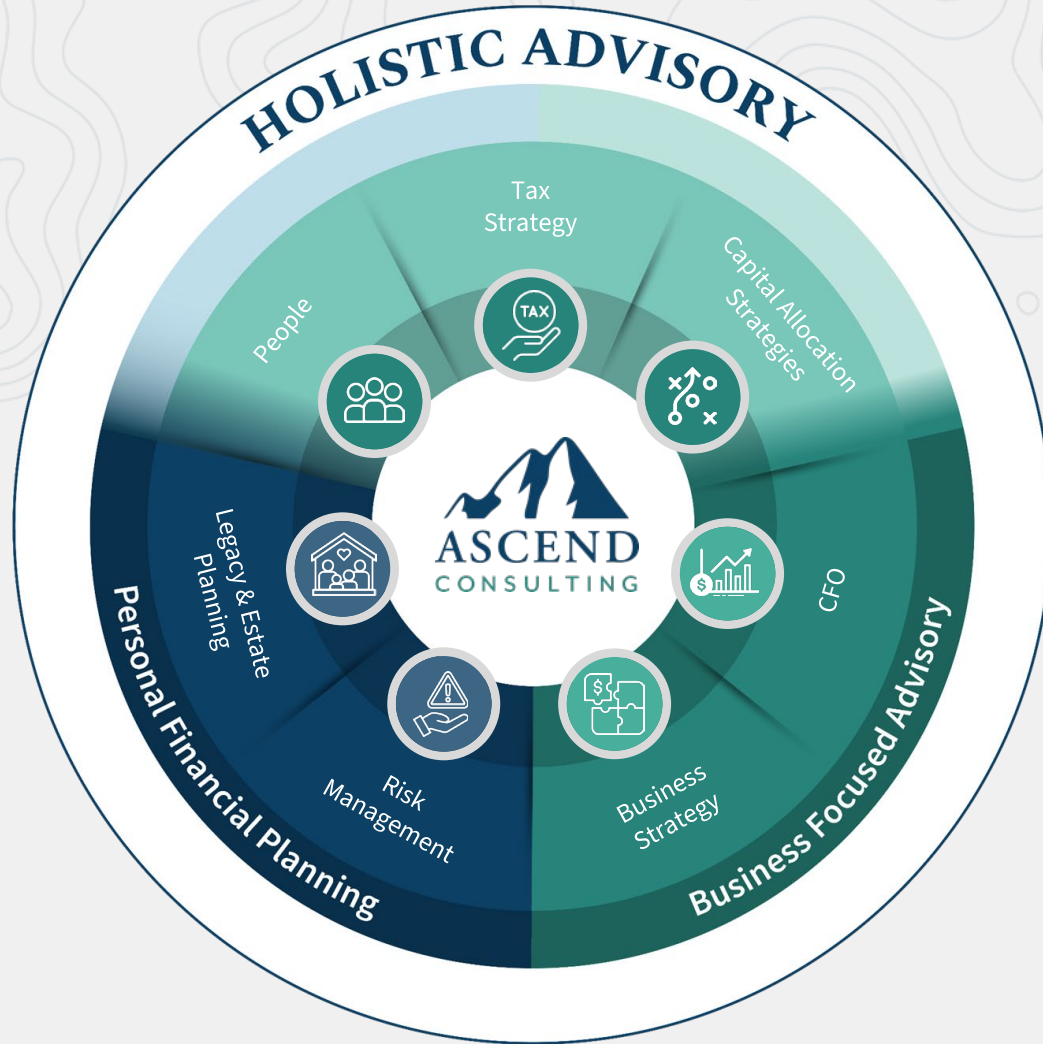 HOLISTIC ADVISORY
Tax
Strategy
TAX
Capital Allocation
Strategies
People
CFO
$
Business
Strategy
$
Risk
Management
!
Legacy & Estate
Planning
ASCEND
CONSULTING
Personal Financial Planning
Business Focused Advisory